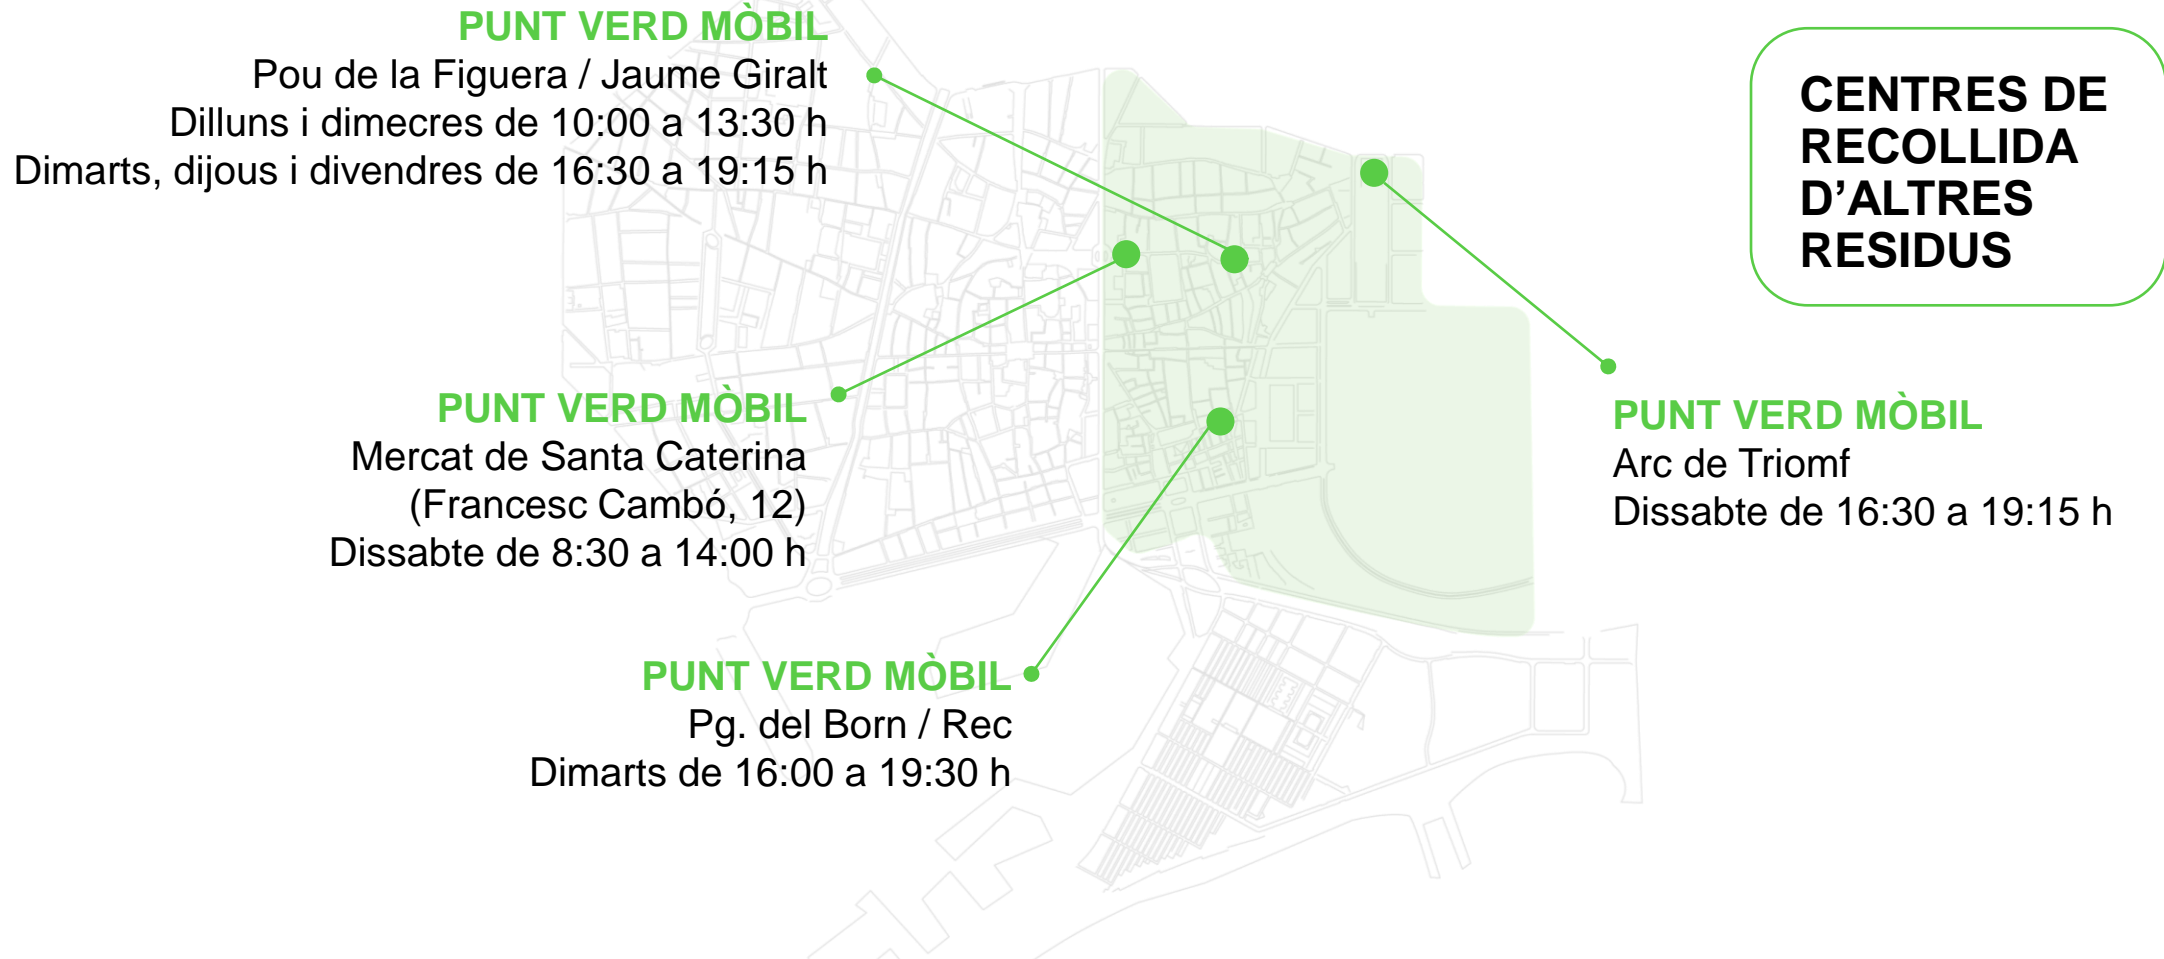 PUNT VERD MÒBIL
Pou de la Figuera / Jaume Giralt
Dilluns i dimecres de 10:00 a 13:30 h
Dimarts, dijous i divendres de 16:30 a 19:15 h
CENTRES DE
RECOLLIDA
D’ALTRES
RESIDUS
PUNT VERD MÒBIL
Mercat de Santa Caterina
(Francesc Cambó, 12)
Dissabte de 8:30 a 14:00 h
PUNT VERD MÒBIL
Arc de Triomf
Dissabte de 16:30 a 19:15 h
PUNT VERD MÒBIL
Pg. del Born / Rec
Dimarts de 16:00 a 19:30 h